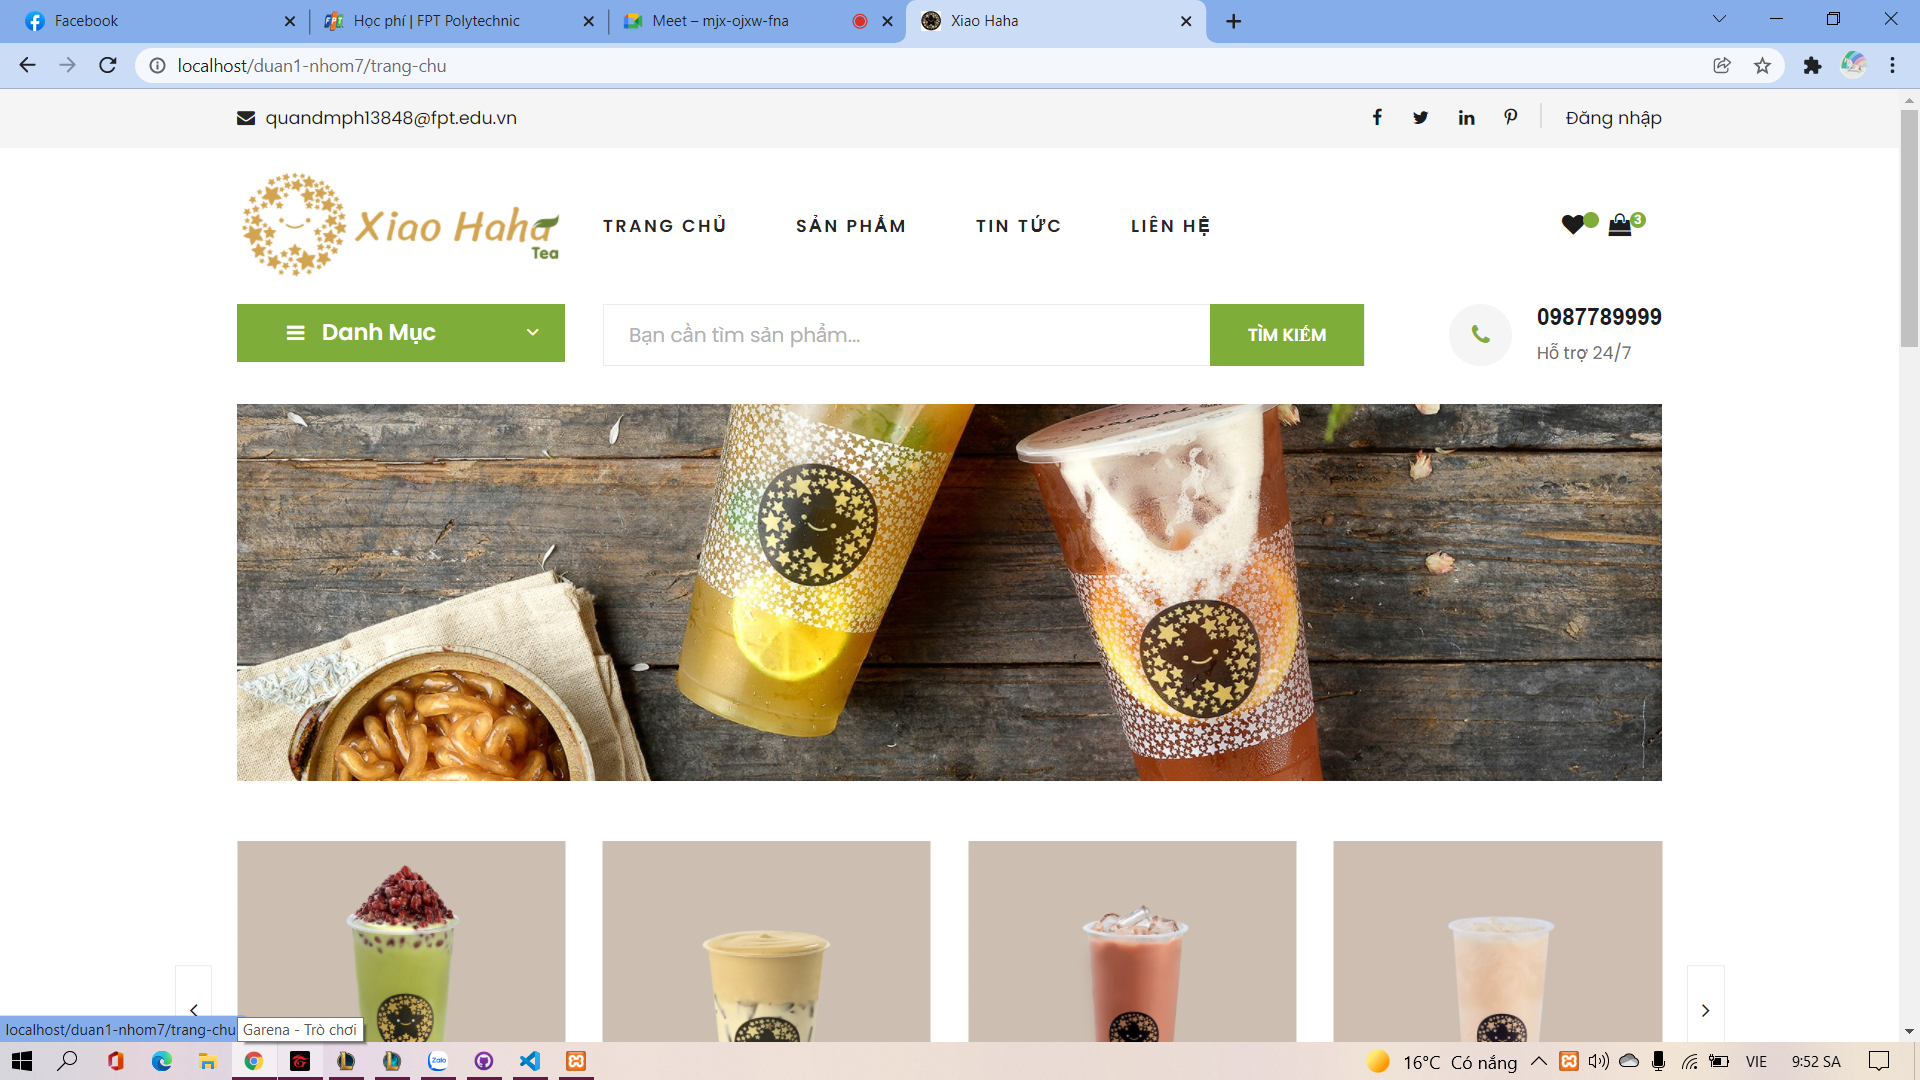 Facebook
Học phí | FPT Polytechnic
Meet – mjx-ojxw-fna
Xiao Haha
localhost/duan1-nhom7/trang-chu
quandmph13848@fpt.edu.vn
Đăng nhập
Xiao Haha
Tea
TRANG CHỦ
SẢN PHẨM
TIN TỨC
LIÊN HỆ
3
Danh Mục
Bạn cần tìm sản phẩm...
TÌM KIẾM
0987789999
Hỗ trợ 24/7
localhost/duan1-nhom7/trang-chu
Garena - Trò chơi
Zalo
16°C Có nắng
VIE
9:52 SA